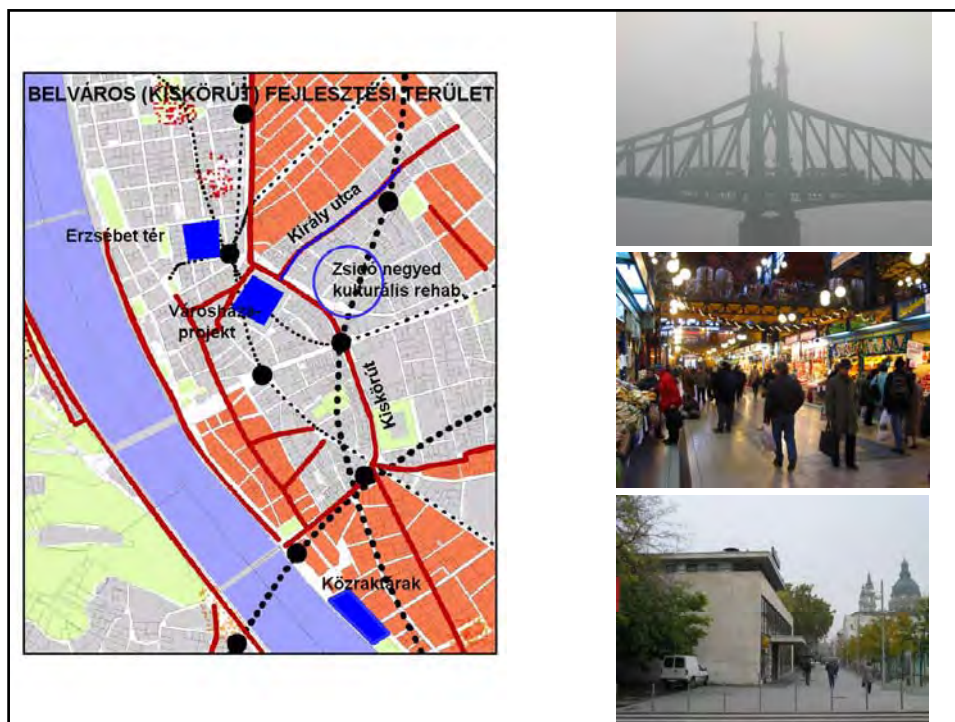 BELVÁROS (KISKÖRÚT) FEJLESZTÉSI TERÜLET
Király utca
Erzsébet tér
Zsidó negyed
kulturális rehab.
Városháza-
projekt
Kiskörút
Közraktárak